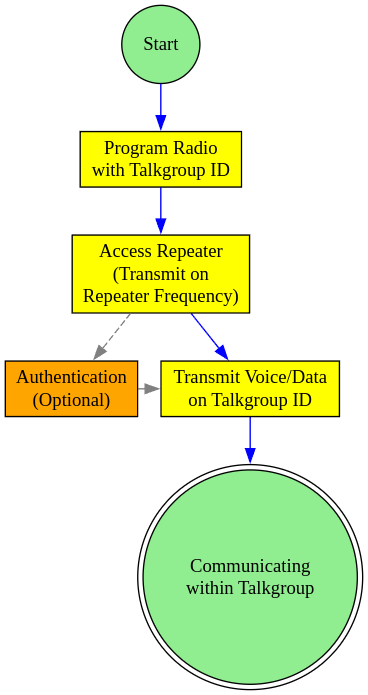 Start
Program Radio
with Talkgroup ID
Access Repeater
(Transmit on
Repeater Frequency)
Authentication
(Optional)
Transmit Voice/Data
on Talkgroup ID
Communicating
within Talkgroup